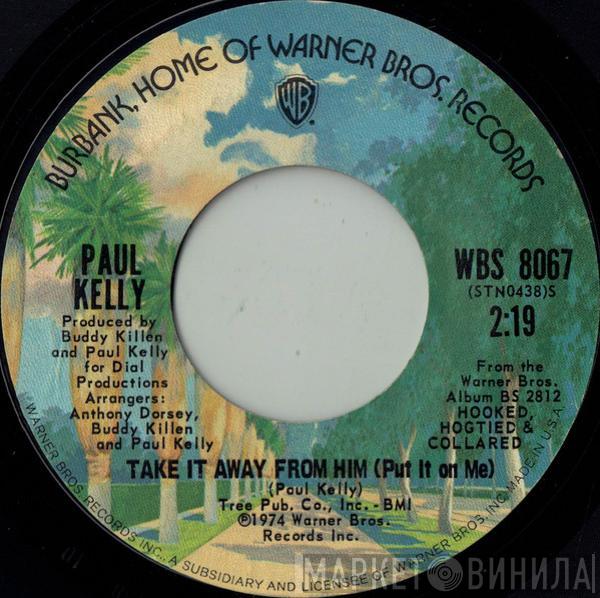 BURBANK, HOME OF WARNER BROS. RECORDS
WB
PAUL
KELLY
Produced by
Buddy Killen
and Paul Kelly
for Dial
Productions
Arrangers:
Anthony Dorsey,
Buddy Killen
and Paul Kelly
WBS 8067
(STN0438)S
2:19
From the
Warner Bros.
Album BS 2812
HOOKED,
HOGTIED &
COLLARED
TAKE IT AWAY FROM HIM (Put It on Me)
(Paul Kelly)
Tree Pub. Co., Inc. - BMI
©℗1974 Warner Bros.
Records Inc.
WARNER BROS. RECORDS INC., A SUBSIDIARY AND LICENSEE OF WARNER BROS. INC. MADE IN U.S.A.
МАРКЕТ ВИНИЛА